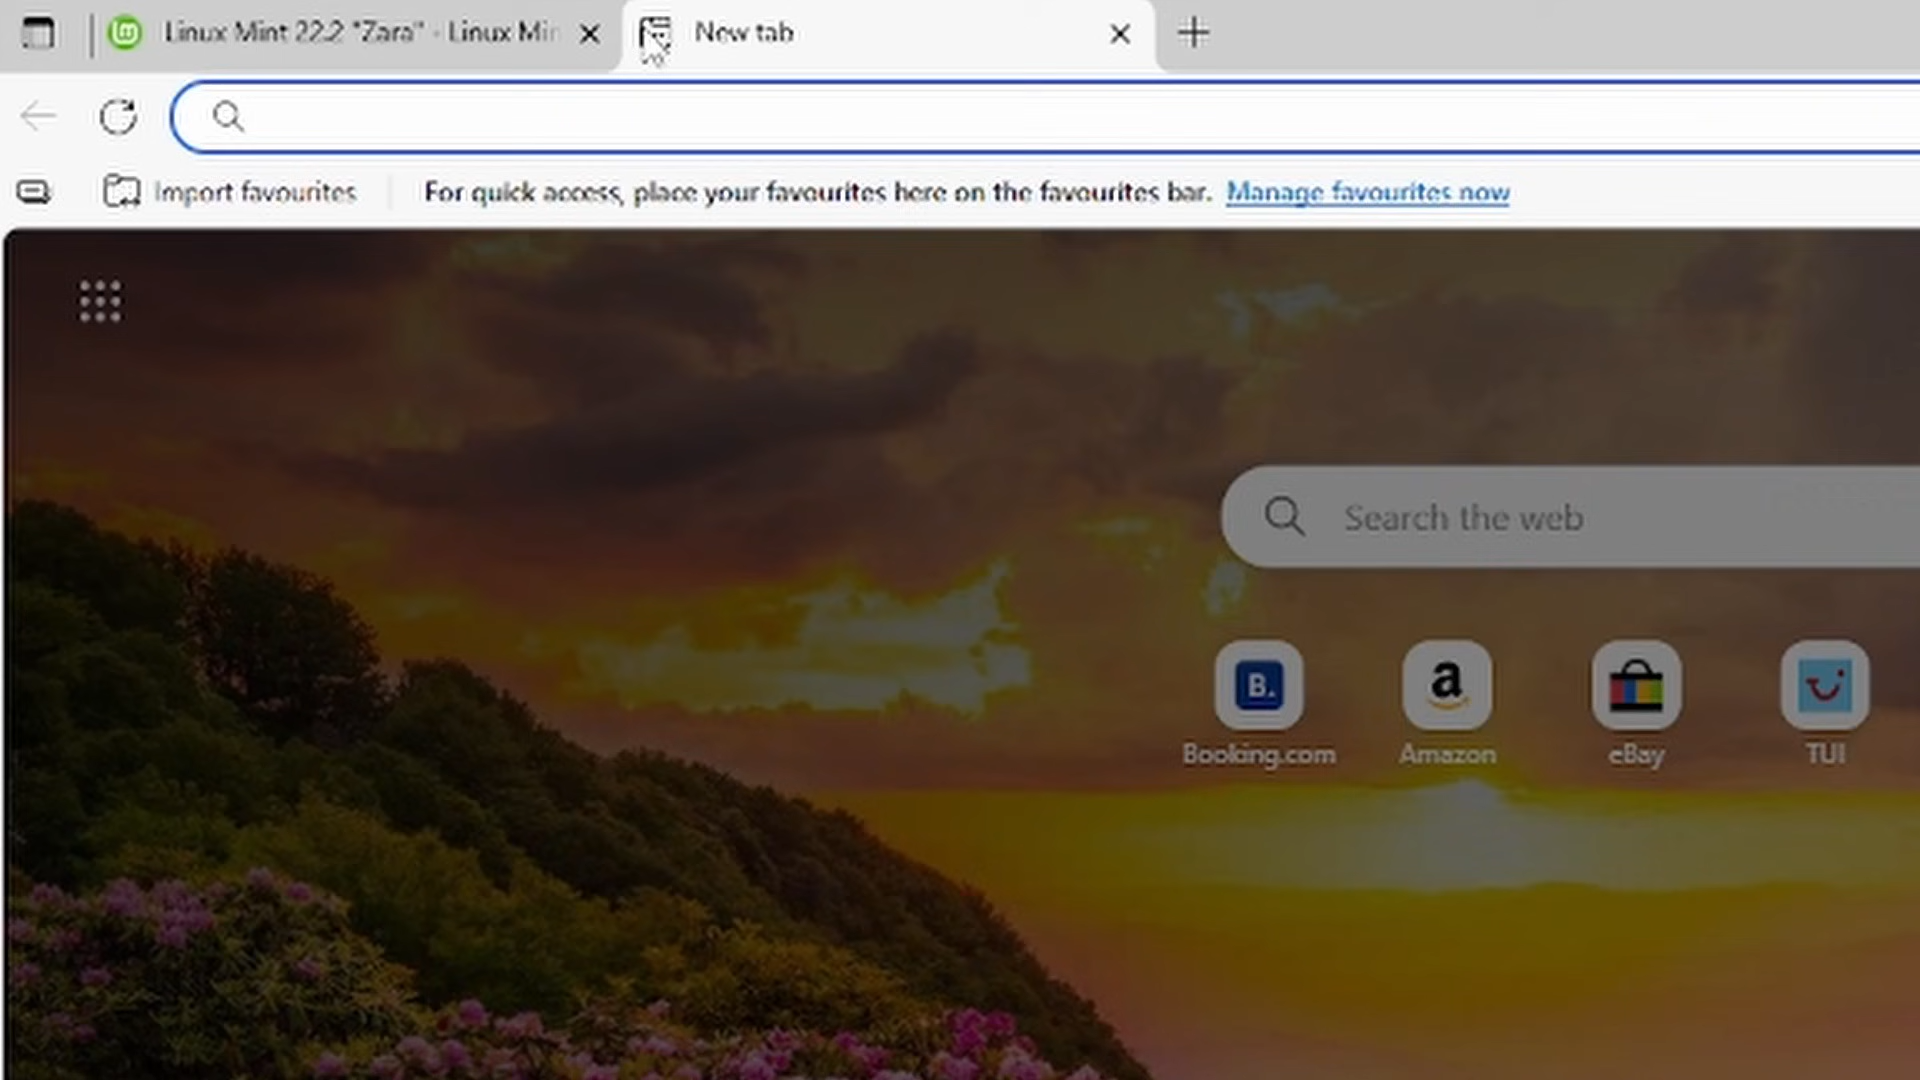 Linux Mint 22.2 "Zara" - Linux Min
New tab
Import favourites
For quick access, place your favourites here on the favourites bar. Manage favourites now
Search the web
B.
a
Booking.com
Amazon
eBay
TUI